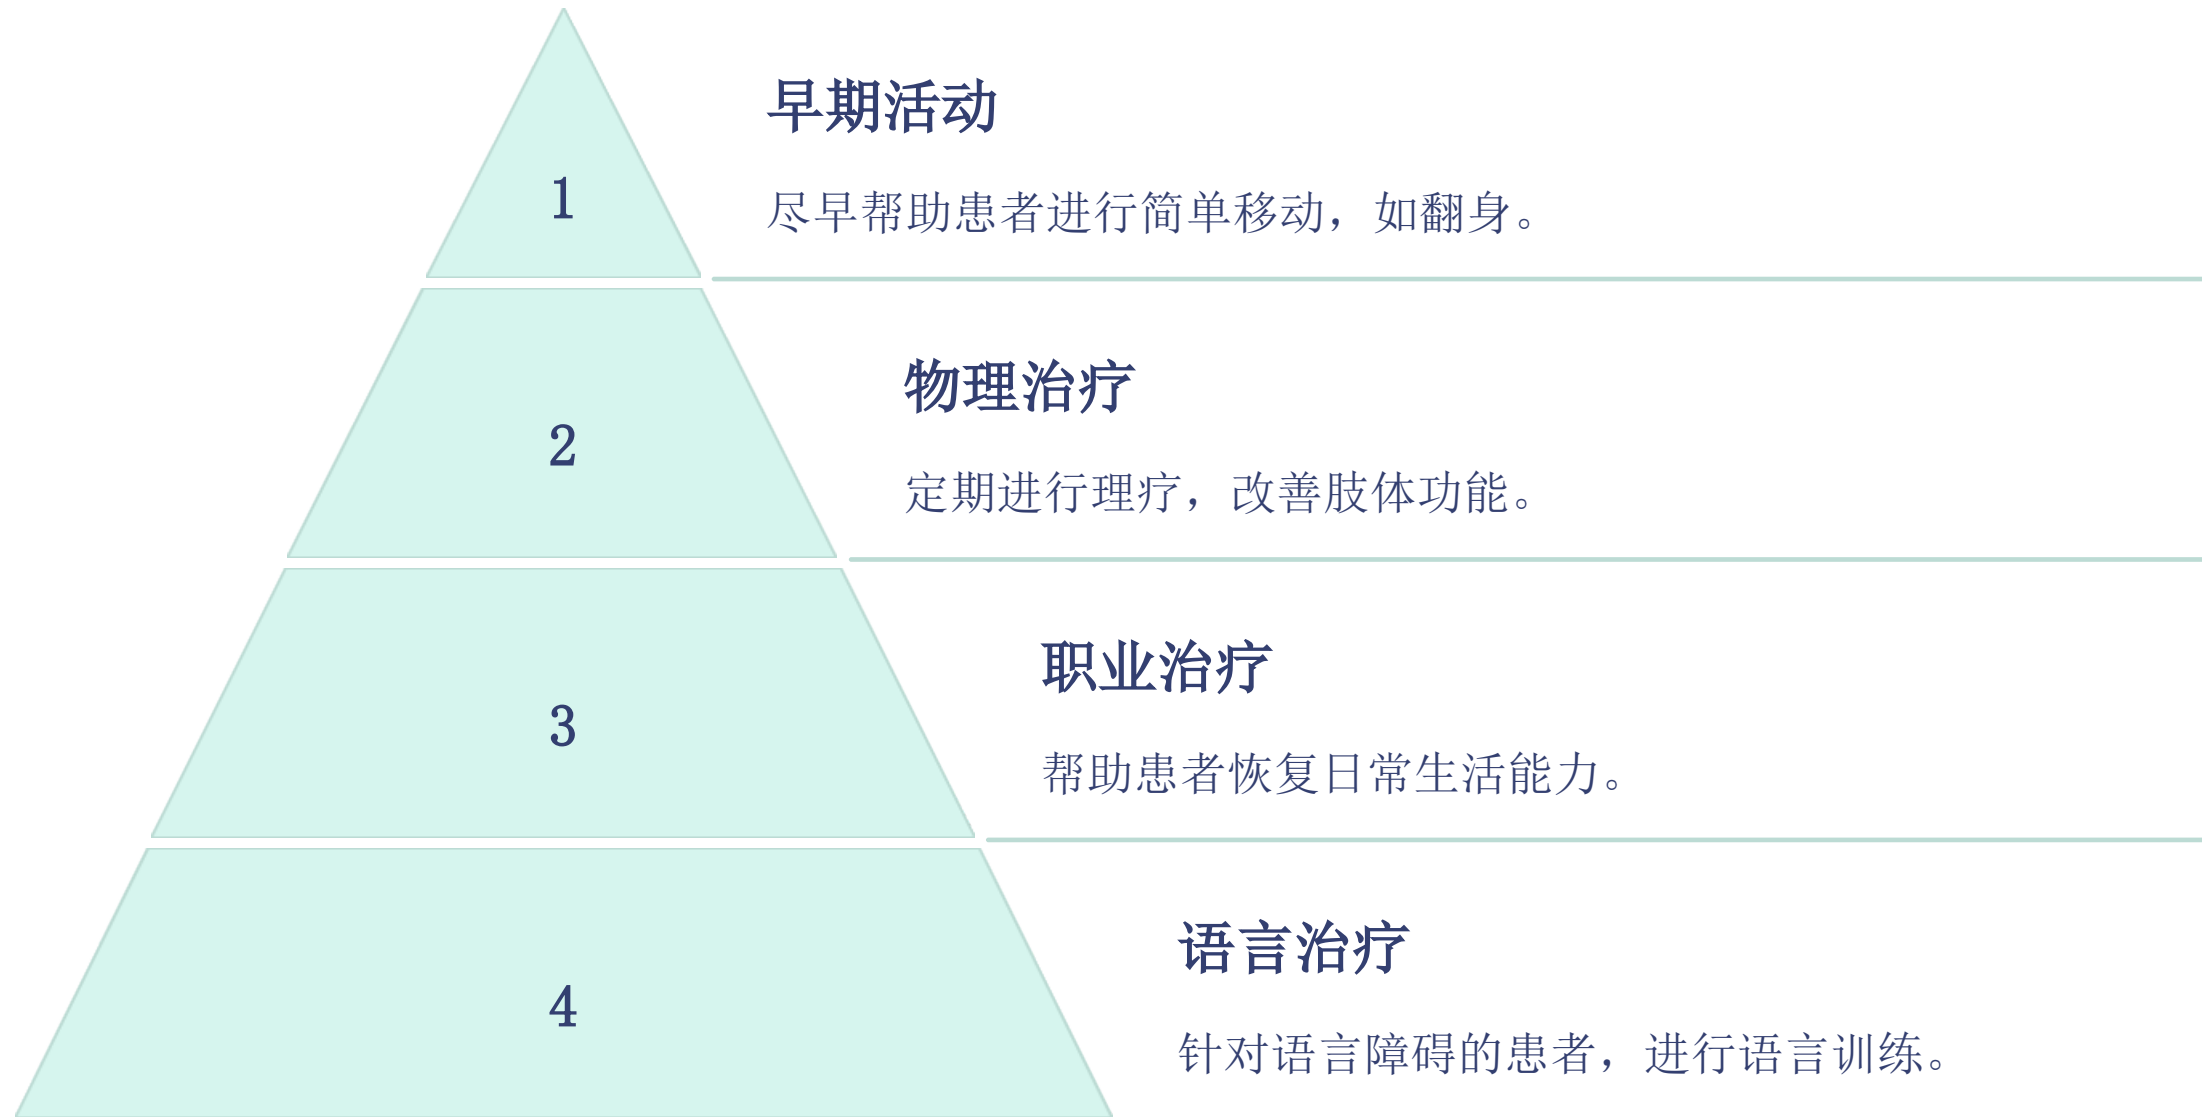 早期活动
1
尽早帮助患者进行简单移动，如翻身。
物理治疗
2
定期进行理疗，改善肢体功能。
职业治疗
3
帮助患者恢复日常生活能力。
语言治疗
4
针对语言障碍的患者，进行语言训练。